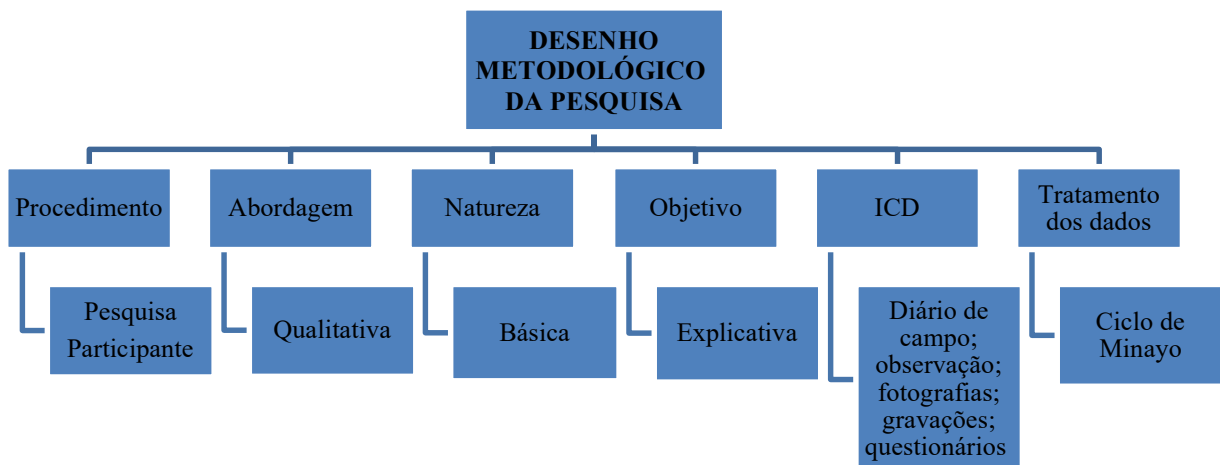 DESENHO
METODOLÓGICO
DA PESQUISA
Procedimento
Abordagem
Natureza
Objetivo
ICD
Tratamento
dos dados
Pesquisa
Participante
Qualitativa
Básica
Explicativa
Diário de
campo;
observação;
fotografias;
gravações;
questionários
Ciclo de
Minayo